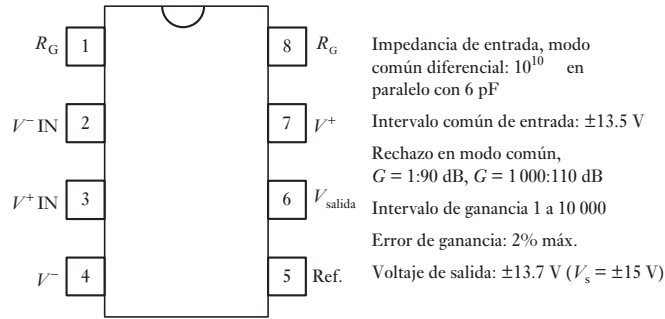 R_G 1 8 R_G
V⁻ IN 2 7 V⁺
V⁺ IN 3 6 V_salida
V⁻ 4 5 Ref.
Impedancia de entrada, modo
común diferencial: 10¹⁰ en
paralelo con 6 pF
Intervalo común de entrada: ±13.5 V
Rechazo en modo común,
G = 1:90 dB, G = 1 000:110 dB
Intervalo de ganancia 1 a 10 000
Error de ganancia: 2% máx.
Voltaje de salida: ±13.7 V (V_s = ±15 V)